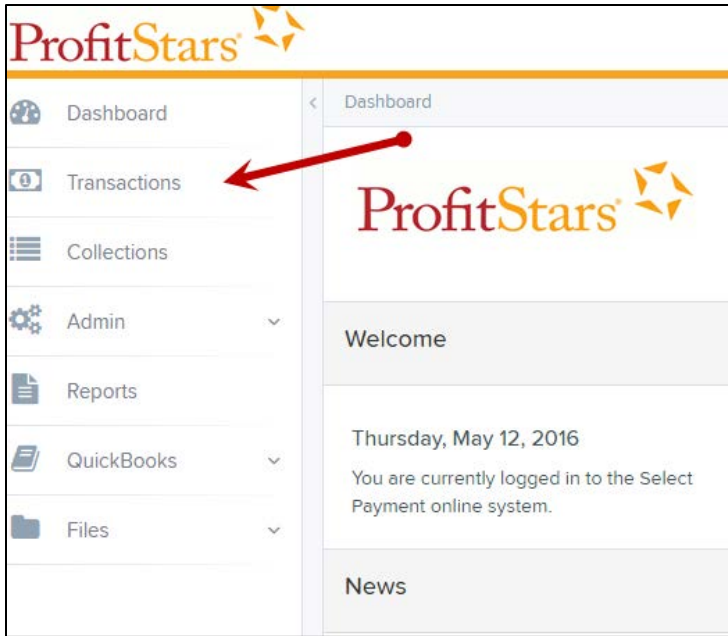 ProfitStars
Dashboard
Transactions
Collections
Admin
Reports
QuickBooks
Files
Dashboard
ProfitStars
Welcome
Thursday, May 12, 2016
You are currently logged in to the Select
Payment online system.
News